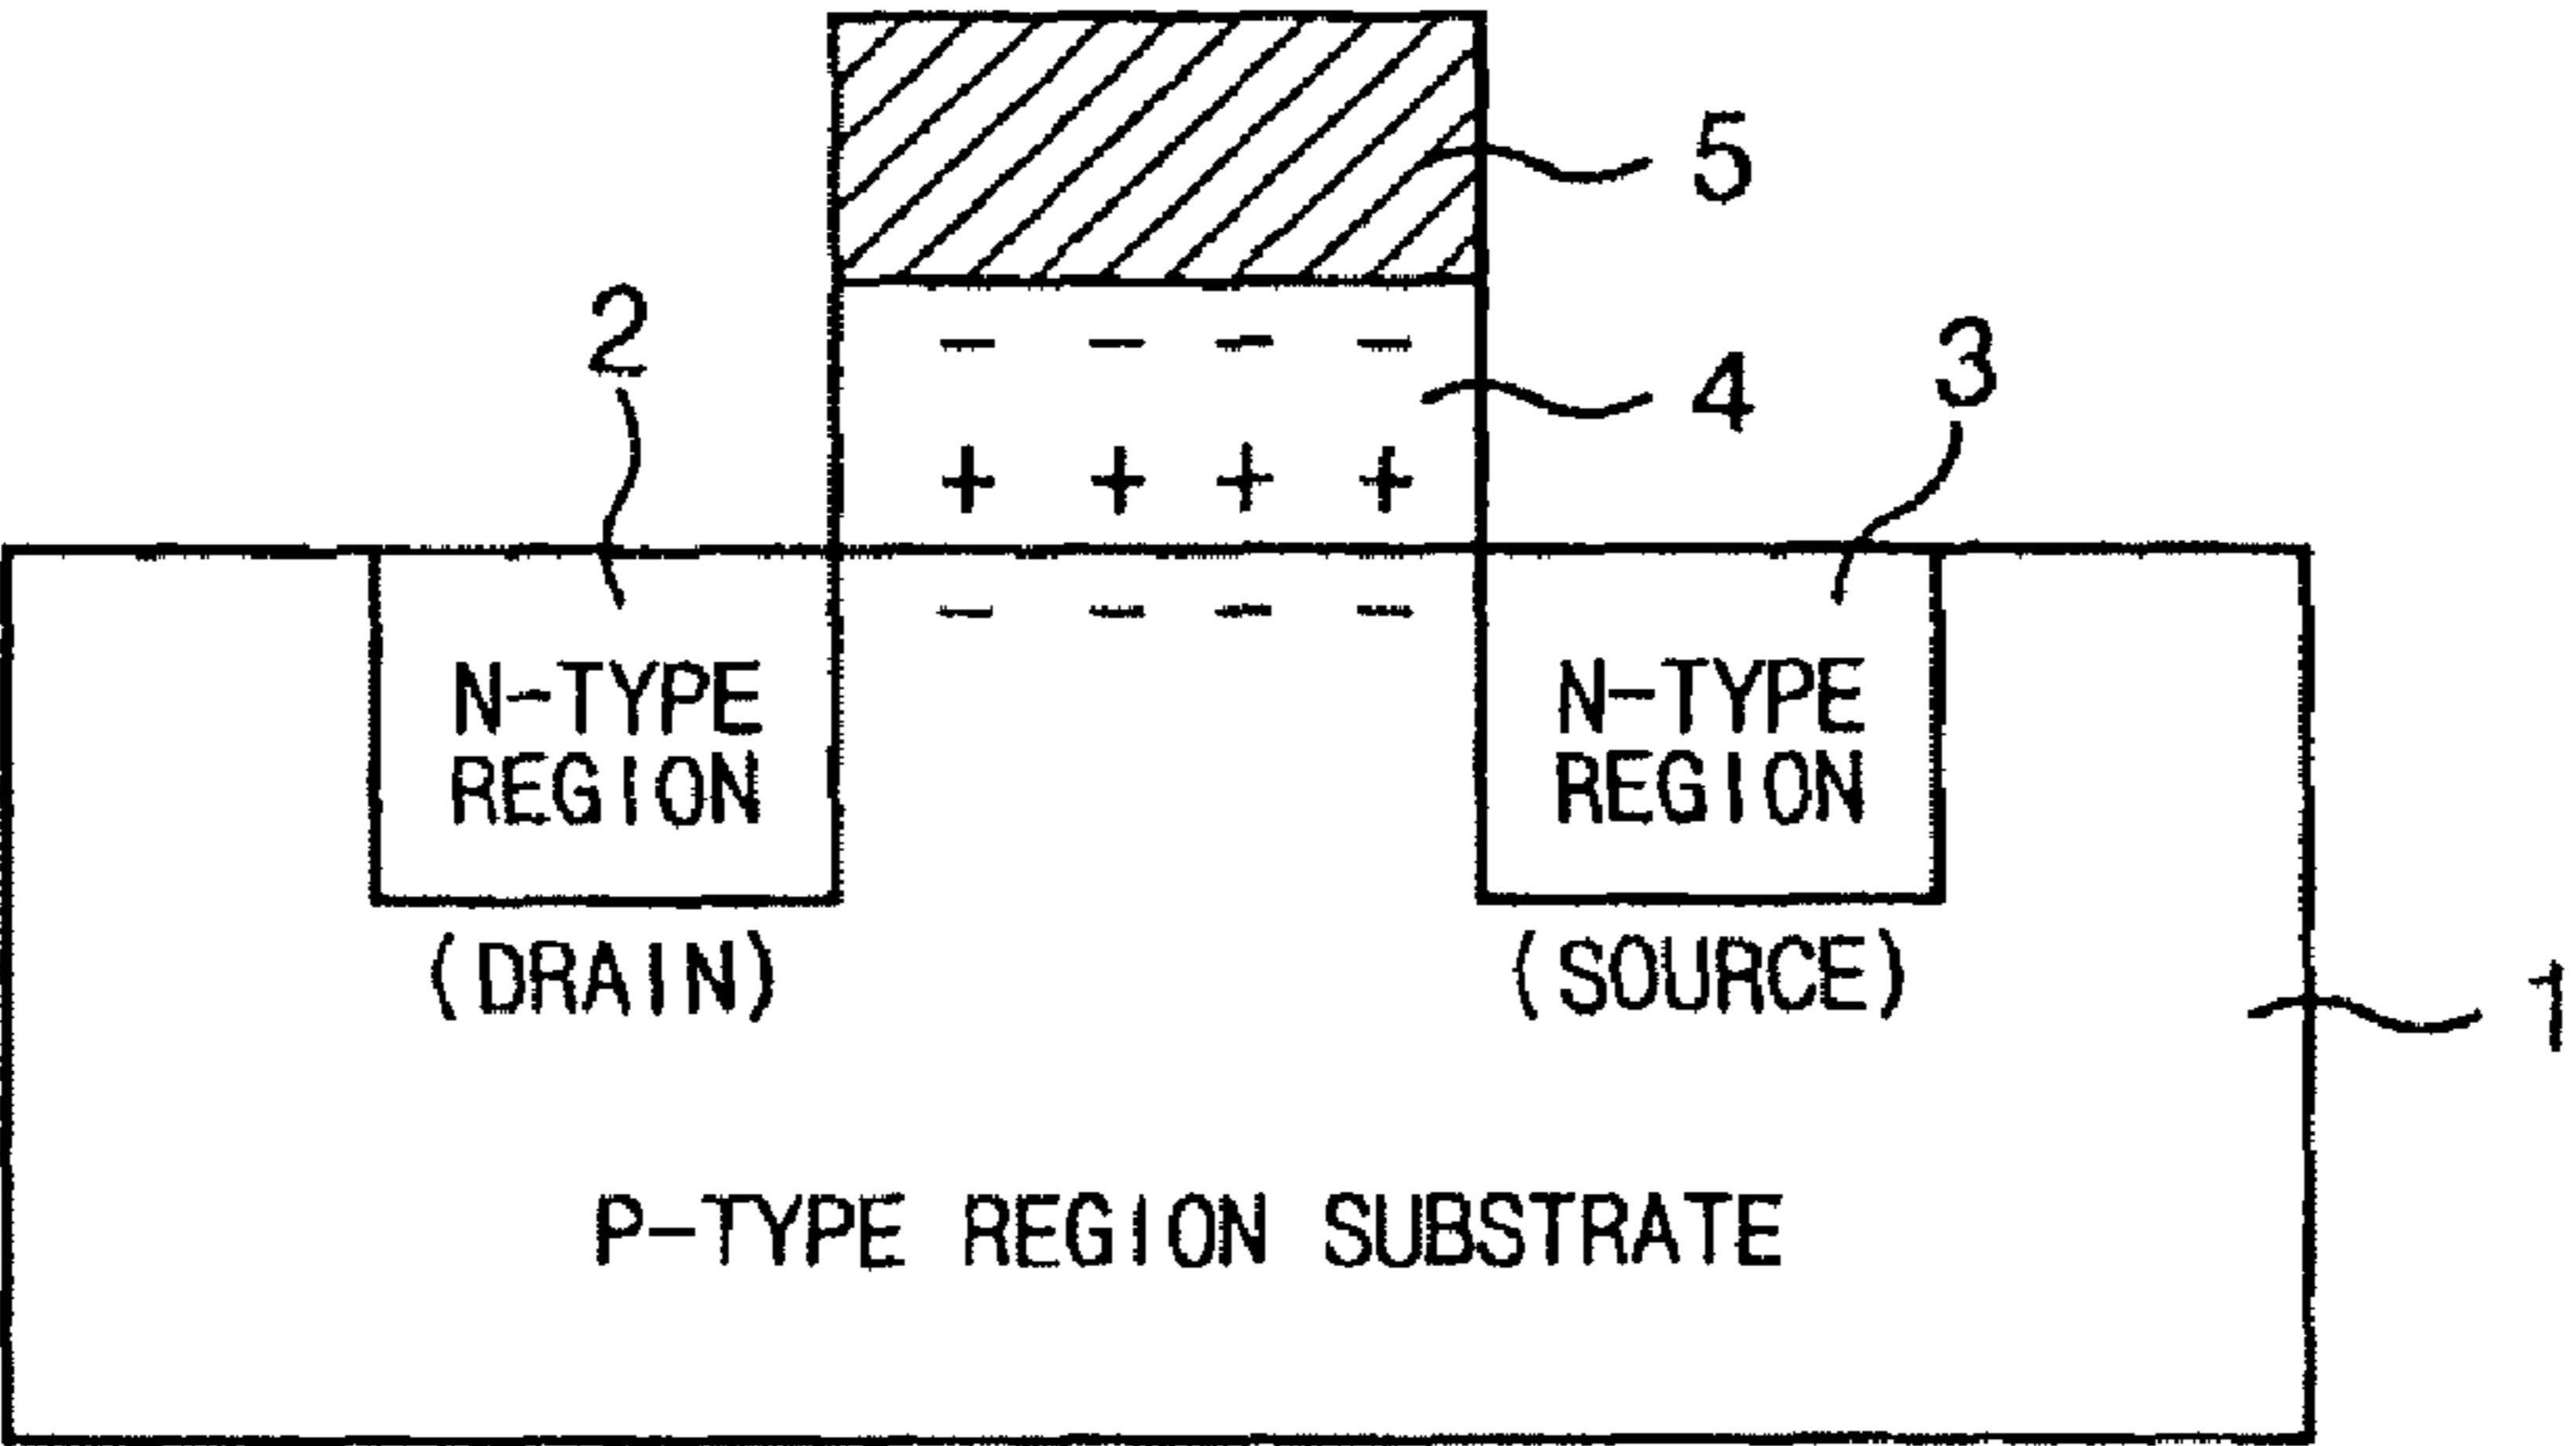 5
2
3
4
− − − −
+ + + +
− − − −
N-TYPE
REGION
N-TYPE
REGION
(DRAIN)
(SOURCE)
1
P-TYPE REGION SUBSTRATE